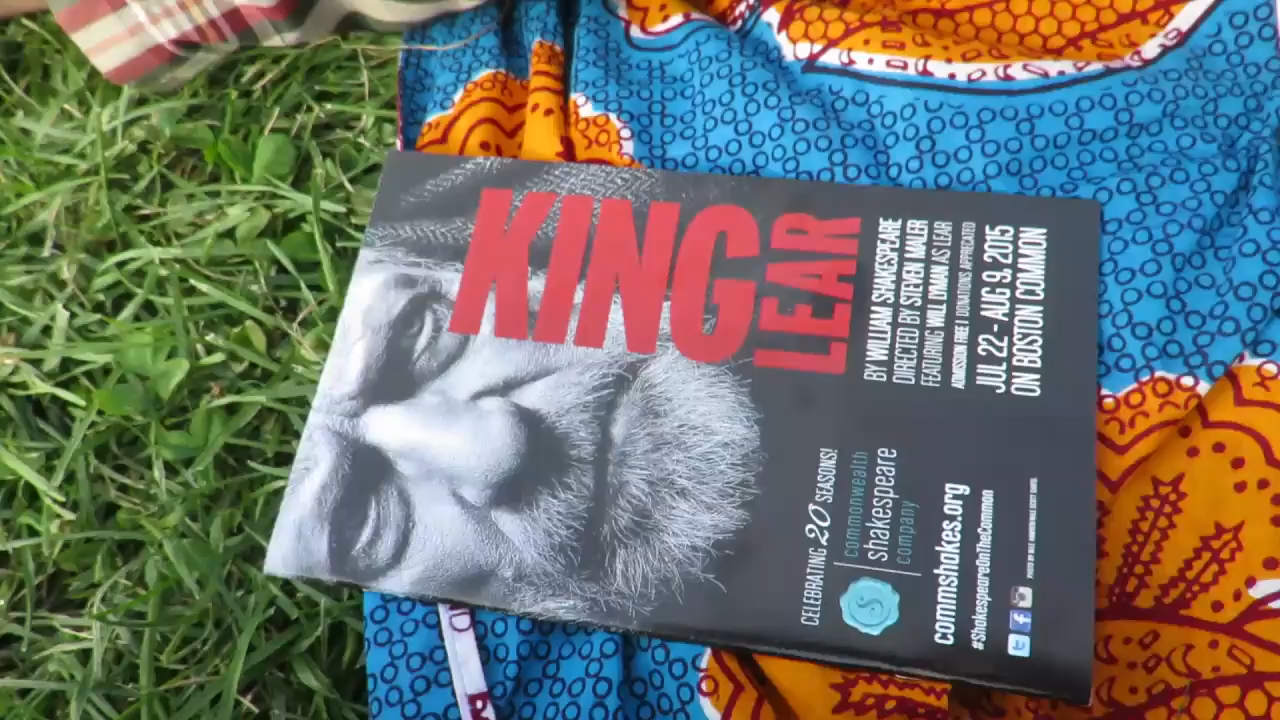 KING
LEAR
BY WILLIAM SHAKESPEARE
DIRECTED BY STEVEN MALER
FEATURING WILL LYMAN AS LEAR
ADMISSION FREE / DONATIONS APPRECIATED
JUL 22 - AUG 9, 2015
ON BOSTON COMMON
CELEBRATING 20 SEASONS!
commonwealth
shakespeare
company
S
commshakes.org
#ShakespeareOnTheCommon